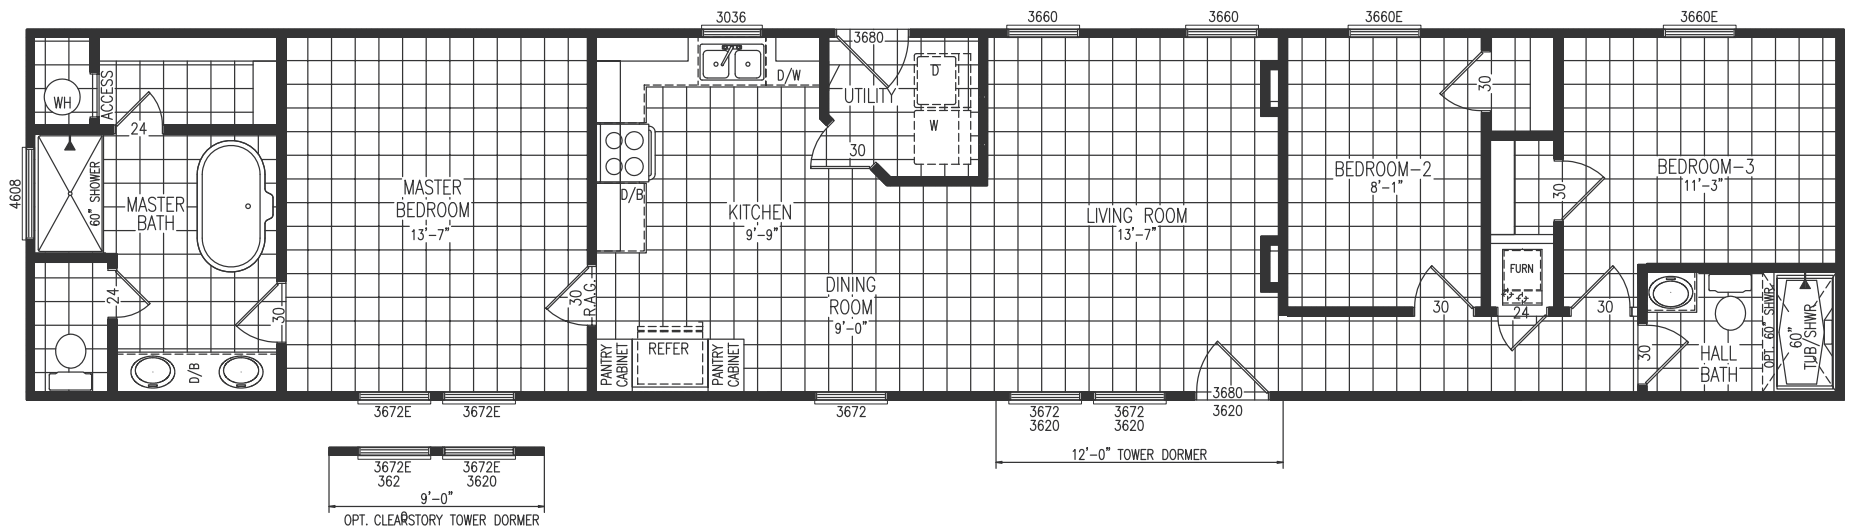 3036
3660
3660
3660E
3660E
3680
D/W
D
WH
ACCESS
UTILITY
30
W
24
30
4608
60" SHOWER
MASTER
BATH
MASTER
BEDROOM
13'-7"
D/B
KITCHEN
9'-9"
LIVING ROOM
13'-7"
BEDROOM-2
8'-1"
30
BEDROOM-3
11'-3"
24
30
30
R.A.G.
DINING
ROOM
9'-0"
FURN
30
24
30
OPT. 60" SHWR
60"
TUB/SHWR
D/B
PANTRY
CABINET
REFER
PANTRY
CABINET
30
HALL
BATH
3680
3672E
3672E
3672
3672
3620
3672
3620
3620
12'-0" TOWER DORMER
3672E
362
3672E
3620
9'-0"
0
OPT. CLEARSTORY TOWER DORMER